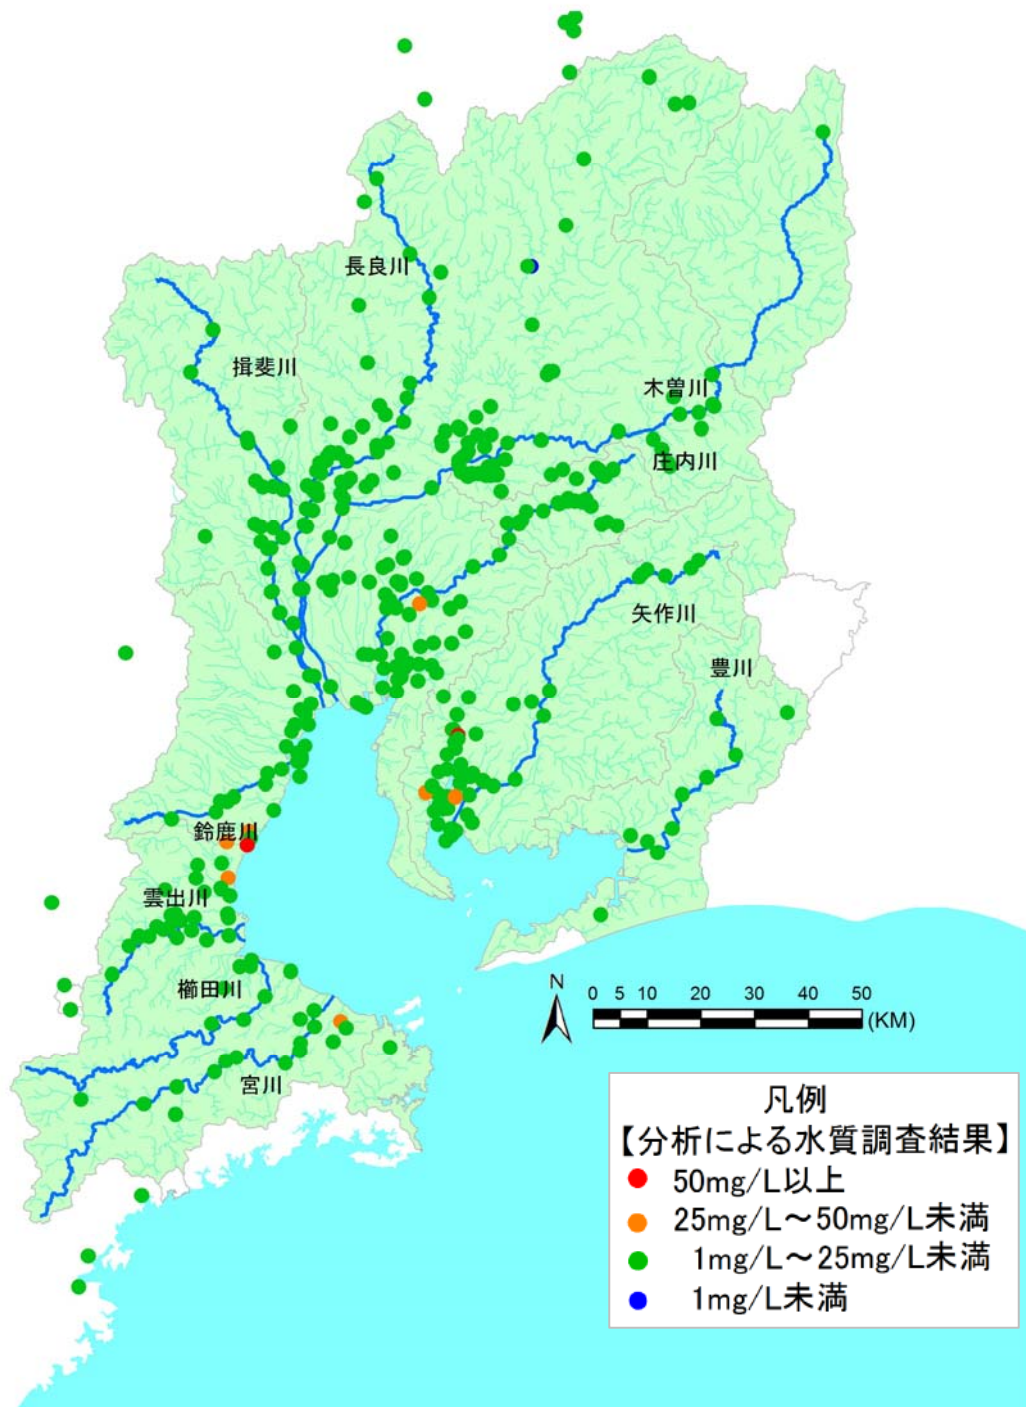 長良川
揖斐川
木曽川
庄内川
矢作川
豊川
鈴鹿川
雲出川
櫛田川
宮川
N
0 5 10 20 30 40 50
(KM)
凡例
【分析による水質調査結果】
50mg/L以上
25mg/L～50mg/L未満
1mg/L～25mg/L未満
1mg/L未満